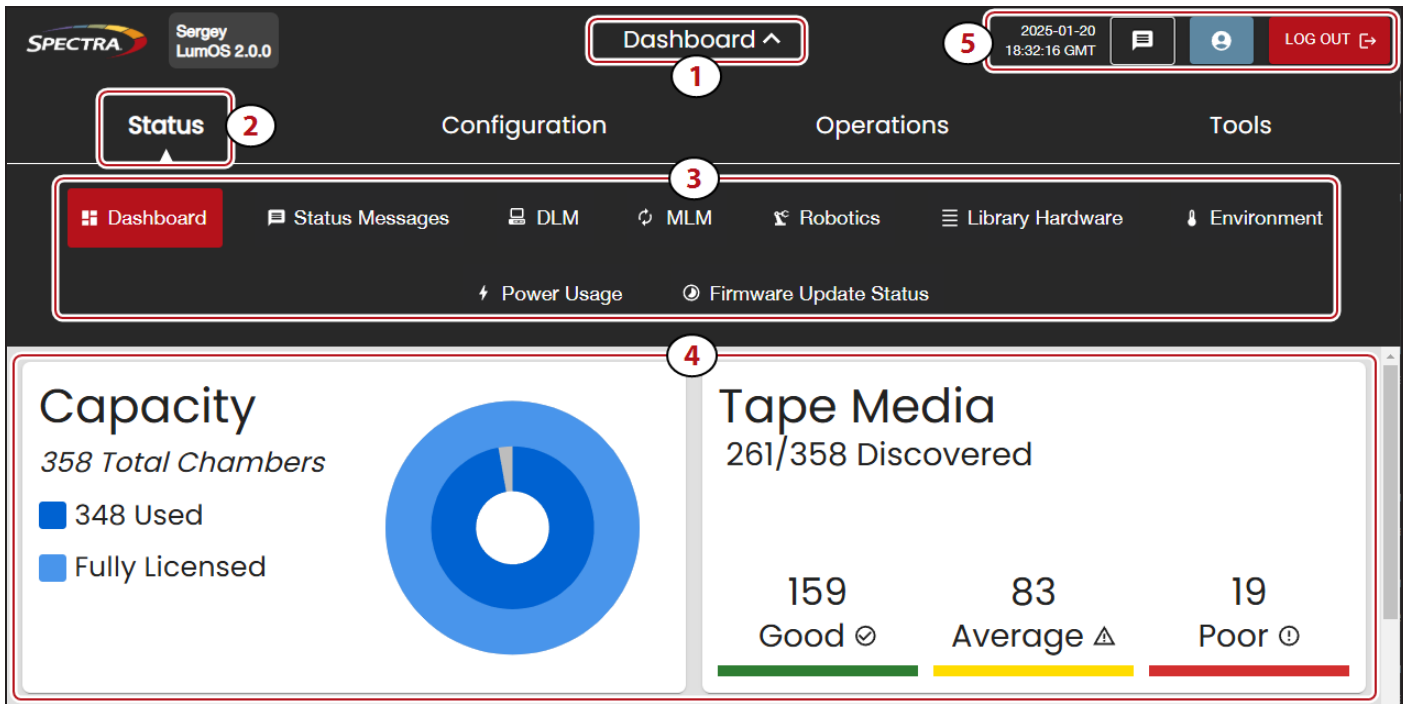 SPECTRA
Sergey
LumOS 2.0.0
Dashboard
1
5
2025-01-20
18:32:16 GMT
LOG OUT
Status
2
Configuration
Operations
Tools
3
Dashboard
Status Messages
DLM
MLM
Robotics
Library Hardware
Environment
Power Usage
Firmware Update Status
4
Capacity
358 Total Chambers
348 Used
Fully Licensed
Tape Media
261/358 Discovered
159
Good
83
Average
19
Poor